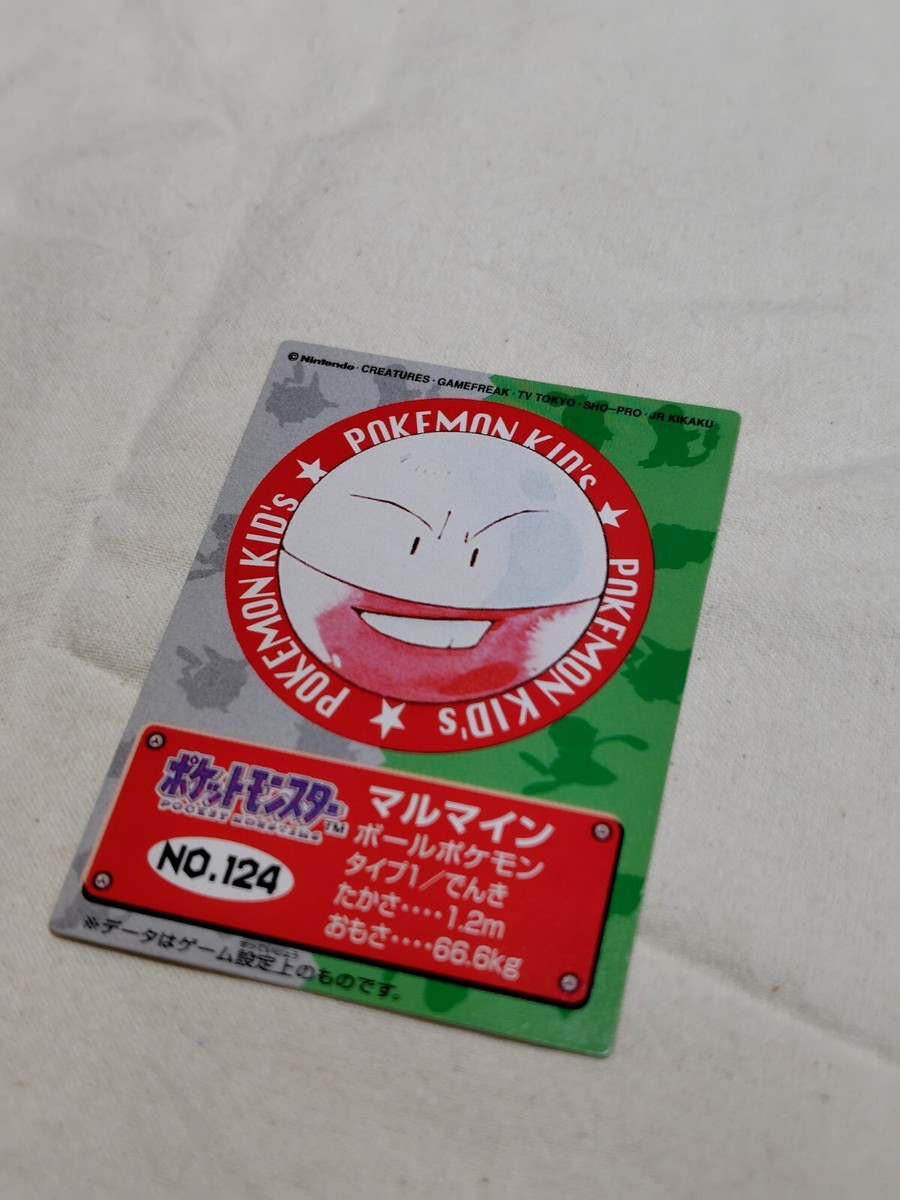 ©Nintendo・CREATURES・GAMEFREAK・TV TOKYO・SHO-PRO・JR KIKAKU
POKEMON KID's ★ POKEMON KID's ★ POKEMON KID's ★
ポケットモンスター™
POCKET MONSTERS
NO.124
マルマイン
ボールポケモン
タイプ1/でんき
たかさ････1.2m
おもさ････66.6kg
※データはゲーム設定上のものです。